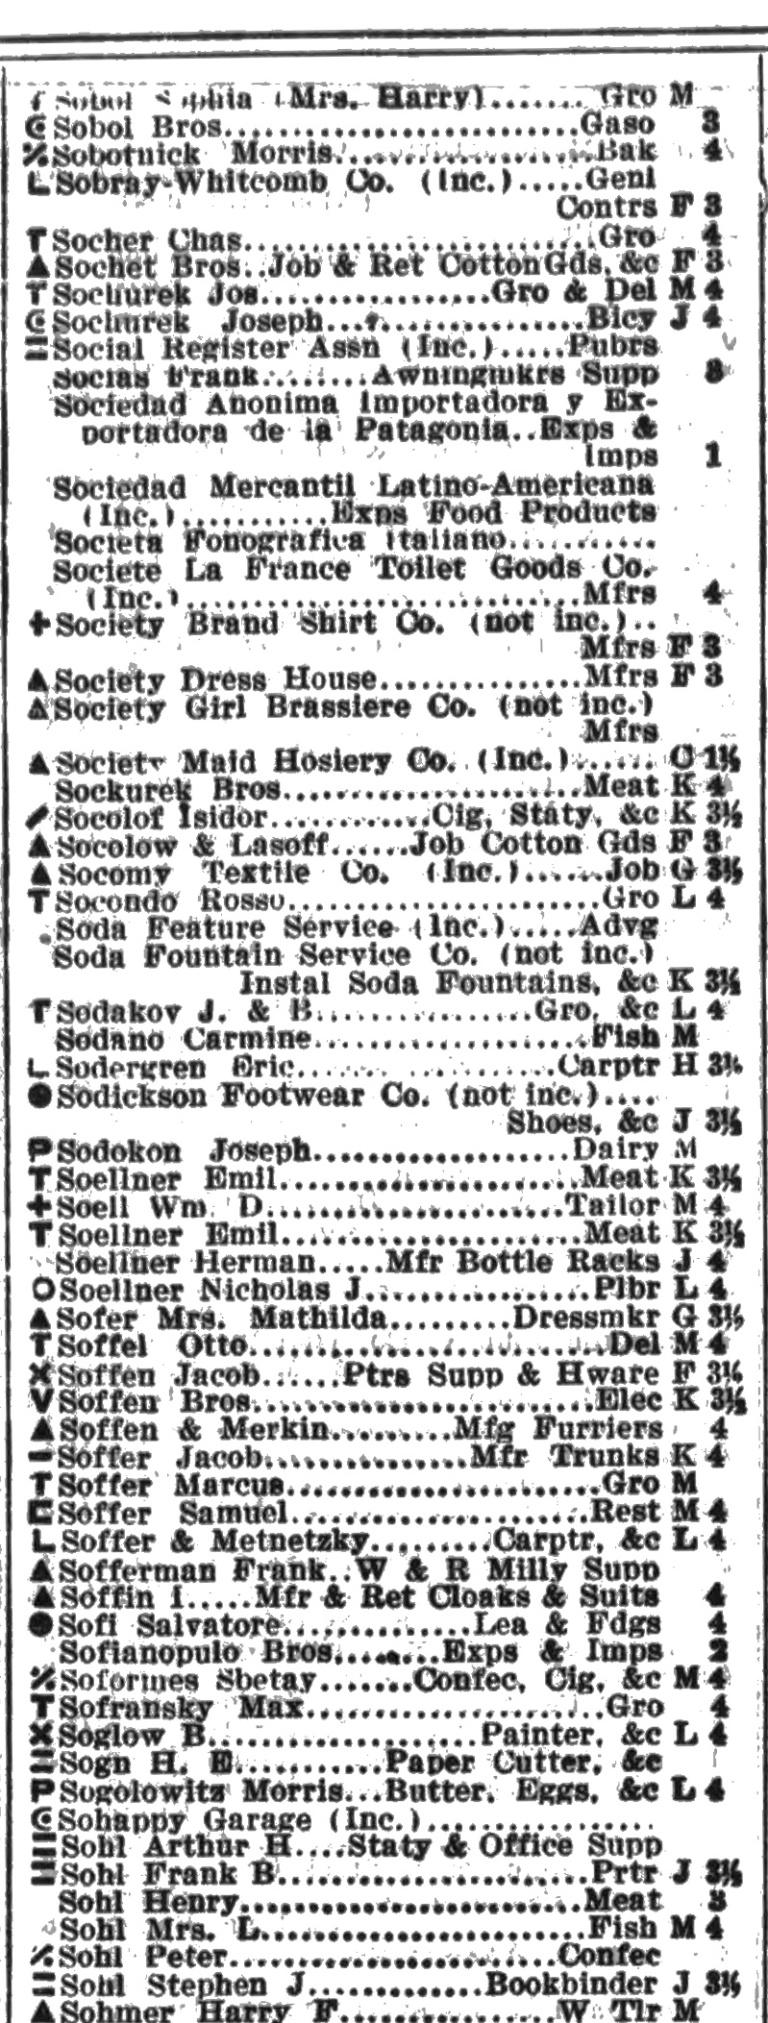 (Mrs. Harry)....... Gro M
Sobol Bros............................Gaso 3
Sobotnick Morris.....................Bak 4
L Sobray-Whitcomb Co. (Inc.).....Genl
Contrs F 3
T Socher Chas............................Gro 4
▲ Sochet Bros..Job & Ret Cotton Gds, &c F 3
T Sochurek Jos..................Gro & Del M 4
Sochurek Joseph....................Bicy J 4
Social Register Assn (Inc.).....Pubrs
Socias Frank........Awningmkrs Supp 3
Sociedad Anonima Importadora y Ex-
portadora de la Patagonia..Exps &
Imps 1
Sociedad Mercantil Latino-Americana
(Inc.)...........Exps Food Products
Societa Fonografica Italiano...........
Societe La France Toilet Goods Co.
(Inc.)..............................Mfrs 4
+ Society Brand Shirt Co. (not inc.)..
Mfrs F 3
▲ Society Dress House...............Mfrs F 3
▲ Society Girl Brassiere Co. (not inc.)
Mfrs
▲ Society Maid Hosiery Co. (Inc.)...... C 1½
Sockurek Bros......................Meat K 4
Socolof Isidor............Cig, Staty, &c K 3½
▲ Socolow & Lasoff......Job Cotton Gds F 3
▲ Socomy Textile Co. (Inc.)......Job G 3½
T Socondo Rosso.......................Gro L 4
Soda Feature Service (Inc.).....Advg
Soda Fountain Service Co. (not inc.)
Instal Soda Fountains, &c K 3½
T Sodakov J. & B................Gro, &c L 4
Sodano Carmine.....................Fish M
L Sodergren Eric..................Carptr H 3½
● Sodickson Footwear Co. (not inc.)....
Shoes, &c J 3½
P Sodokon Joseph...................Dairy M
T Soellner Emil.......................Meat K 3½
+ Soell Wm. D.......................Tailor M 4
T Soellner Emil.......................Meat K 3½
Soellner Herman.....Mfr Bottle Racks J 4
O Soellner Nicholas J.................Plbr L 4
▲ Sofer Mrs. Mathilda.........Dressmkr G 3½
T Soffel Otto...........................Del M 4
X Soffen Jacob......Ptrs Supp & Hware F 3½
V Soffen Bros..........................Elec K 3½
▲ Soffen & Merkin.........Mfg Furriers 4
– Soffer Jacob...............Mfr Trunks K 4
T Soffer Marcus.......................Gro M
Soffer Samuel......................Rest M 4
L Soffer & Metnetzky.........Carptr, &c L 4
▲ Sofferman Frank..W & R Milly Supp
▲ Soffin I.....Mfr & Ret Cloaks & Suits 4
● Sofi Salvatore..............Lea & Fdgs 4
Sofianopulo Bros........Exps & Imps 2
Soformes Sbetay.......Confec, Cig, &c M 4
T Sofransky Max......................Gro 4
X Soglow B....................Painter, &c L 4
Sogn H. E...........Paper Cutter, &c
P Sogolowitz Morris...Butter, Eggs, &c L 4
Sohappy Garage (Inc.).................
Sohl Arthur H....Staty & Office Supp
Sohl Frank B.......................Prtr J 3½
Sohl Henry..........................Meat 3
Sohl Mrs. L........................Fish M 4
Sohl Peter........................Confec
Sohl Stephen J.............Bookbinder J 3½
▲ Sohmer Harry F................W Tlr M